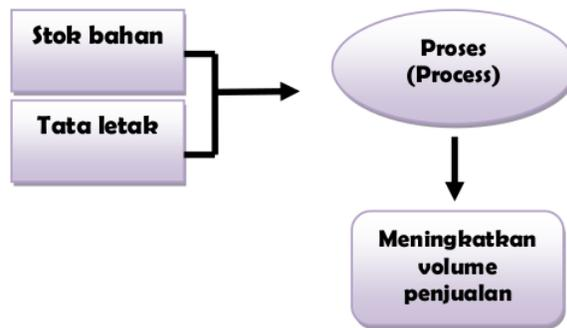 Stok bahan
Tata letak
Proses
(Process)
Meningkatkan
volume
penjualan